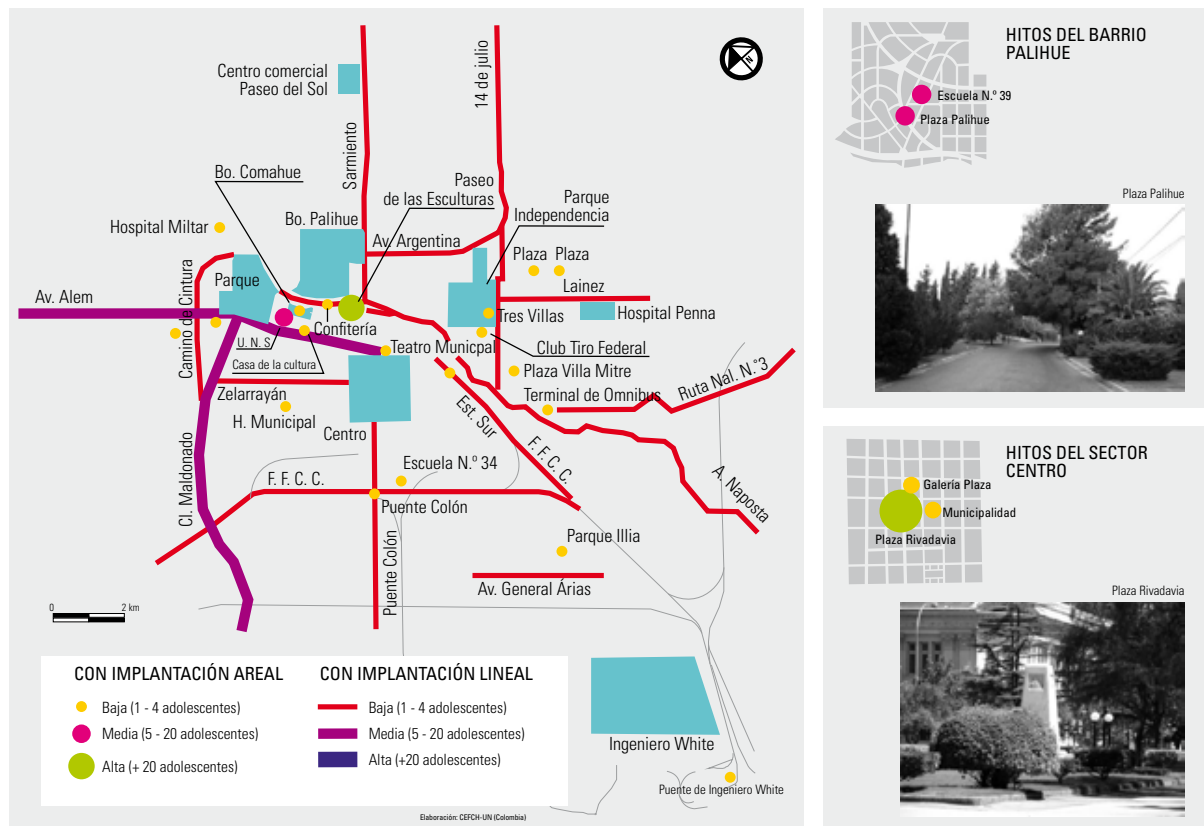 Centro comercial
Paseo del Sol
Sarmiento
14 de julio
N
Bo. Comahue
Paseo
de las Esculturas
Parque
Independencia
Hospital Miltar
Bo. Palihue
Av. Argentina
Plaza
Plaza
Lainez
Parque
Av. Alem
Camino de Cintura
Tres Villas
Hospital Penna
Confitería
U. N. S
Casa de la cultura
Teatro Municpal
Club Tiro Federal
Plaza Villa Mitre
Terminal de Omnibus
Ruta Nal. N.°3
Zelarrayán
H. Municipal
Centro
Est. Sur
F. F. C. C.
Escuela N.º 34
F. F. C. C.
Puente Colón
A. Naposta
Cl. Maldonado
Parque Illia
Puente Colón
Av. General Árias
0
2 km
CON IMPLANTACIÓN AREAL
Baja (1 - 4 adolescentes)
Media (5 - 20 adolescentes)
Alta (+ 20 adolescentes)
CON IMPLANTACIÓN LINEAL
Baja (1 - 4 adolescentes)
Media (5 - 20 adolescentes)
Alta (+20 adolescentes)
Ingeniero White
Puente de Ingeniero White
Elaboración: CEFCH-UN (Colombia)
HITOS DEL BARRIO
PALIHUE
Escuela N.º 39
Plaza Palihue
Plaza Palihue
HITOS DEL SECTOR
CENTRO
Galería Plaza
Municipalidad
Plaza Rivadavia
Plaza Rivadavia